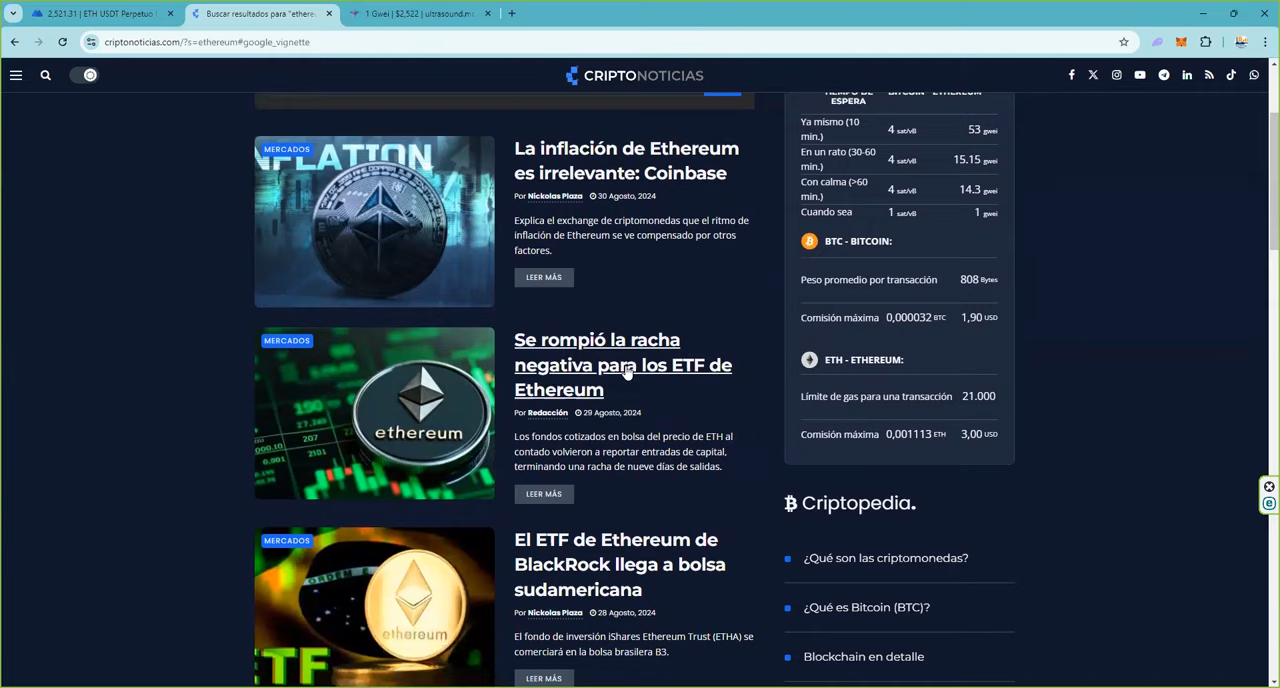 2,521.31 | ETH USDT Perpetuo
Buscar resultados para "ethere
1 Gwei | $2,522 | ultrasound.m
criptonoticias.com/?s=ethereum#google_vignette
CRIPTONOTICIAS
MERCADOS
INFLATION
La inflación de Ethereum
es irrelevante: Coinbase
Por Nickolas Plaza 30 Agosto, 2024
Explica el exchange de criptomonedas que el ritmo de
inflación de Ethereum se ve compensado por otros
factores.
LEER MÁS
MERCADOS
ethereum
Se rompió la racha
negativa para los ETF de
Ethereum
Por Redacción 29 Agosto, 2024
Los fondos cotizados en bolsa del precio de ETH al
contado volvieron a reportar entradas de capital,
terminando una racha de nueve días de salidas.
LEER MÁS
MERCADOS
ORDEM E
ethereum
ETF
El ETF de Ethereum de
BlackRock llega a bolsa
sudamericana
Por Nickolas Plaza 28 Agosto, 2024
El fondo de inversión iShares Ethereum Trust (ETHA) se
comerciará en la bolsa brasilera B3.
LEER MÁS
TIEMPO DE ESPERA BITCOIN ETHEREUM
Ya mismo (10 min.) 4 sat/vB 53 gwei
En un rato (30-60 min.) 4 sat/vB 15.15 gwei
Con calma (>60 min.) 4 sat/vB 14.3 gwei
Cuando sea 1 sat/vB 1 gwei
BTC - BITCOIN:
Peso promedio por transacción 808 Bytes
Comisión máxima 0,000032 BTC 1,90 USD
ETH - ETHEREUM:
Límite de gas para una transacción 21.000
Comisión máxima 0,001113 ETH 3,00 USD
Criptopedia.
¿Qué son las criptomonedas?
¿Qué es Bitcoin (BTC)?
Blockchain en detalle